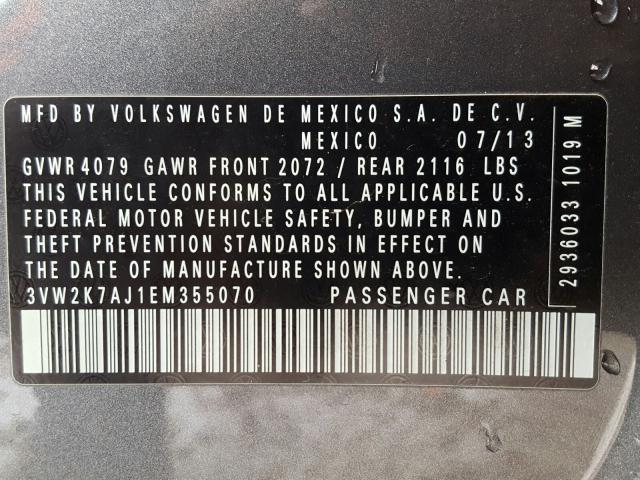 MFD BY VOLKSWAGEN DE MEXICO S.A. DE C.V.
MEXICO 07/13
GVWR 4079 GAWR FRONT 2072 / REAR 2116 LBS
THIS VEHICLE CONFORMS TO ALL APPLICABLE U.S.
FEDERAL MOTOR VEHICLE SAFETY, BUMPER AND
THEFT PREVENTION STANDARDS IN EFFECT ON
THE DATE OF MANUFACTURE SHOWN ABOVE.
3VW2K7AJ1EM355070 PASSENGER CAR
2936033 1019 M